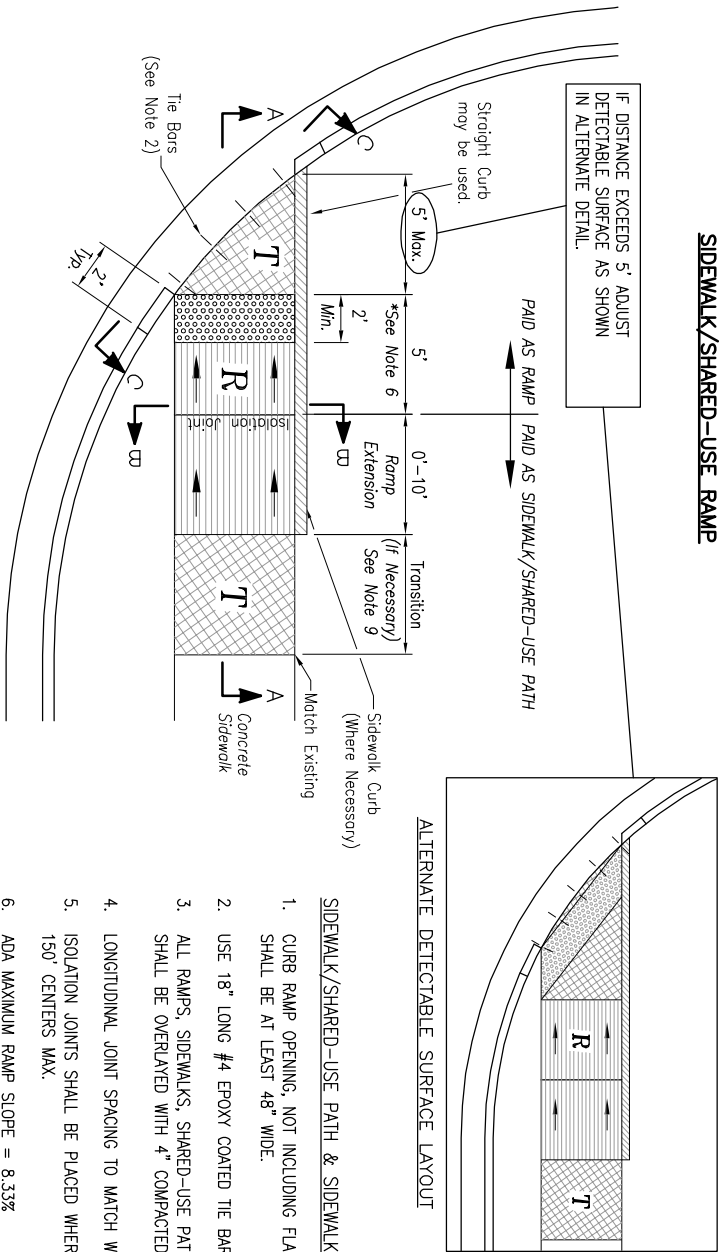 SIDEWALK/SHARED-USE RAMP
IF DISTANCE EXCEEDS 5' ADJUST
DETECTABLE SURFACE AS SHOWN
IN ALTERNATE DETAIL.
PAID AS RAMP
PAID AS SIDEWALK/SHARED-USE PATH
Straight Curb
may be used.
5' Max.
5'
*See Note 6
0'-10'
Ramp
Extension
Transition
(If Necessary)
See Note 9
2'
Min.
Sidewalk Curb
(Where Necessary)
Match Existing
Concrete
Sidewalk
Tie Bars
(See Note 2)
2'
Typ.
Isolation Joint
T
R
T
A
A
B
B
C
C
R
T
ALTERNATE DETECTABLE SURFACE LAYOUT
SIDEWALK/SHARED-USE PATH & SIDEWALK
1. CURB RAMP OPENING, NOT INCLUDING FLA
SHALL BE AT LEAST 48" WIDE.
2. USE 18" LONG #4 EPOXY COATED TIE BAR
3. ALL RAMPS, SIDEWALKS, SHARED-USE PAT
SHALL BE OVERLAYED WITH 4" COMPACTED
4. LONGITUDINAL JOINT SPACING TO MATCH W
5. ISOLATION JOINTS SHALL BE PLACED WHER
150' CENTERS MAX.
6. ADA MAXIMUM RAMP SLOPE = 8.33%